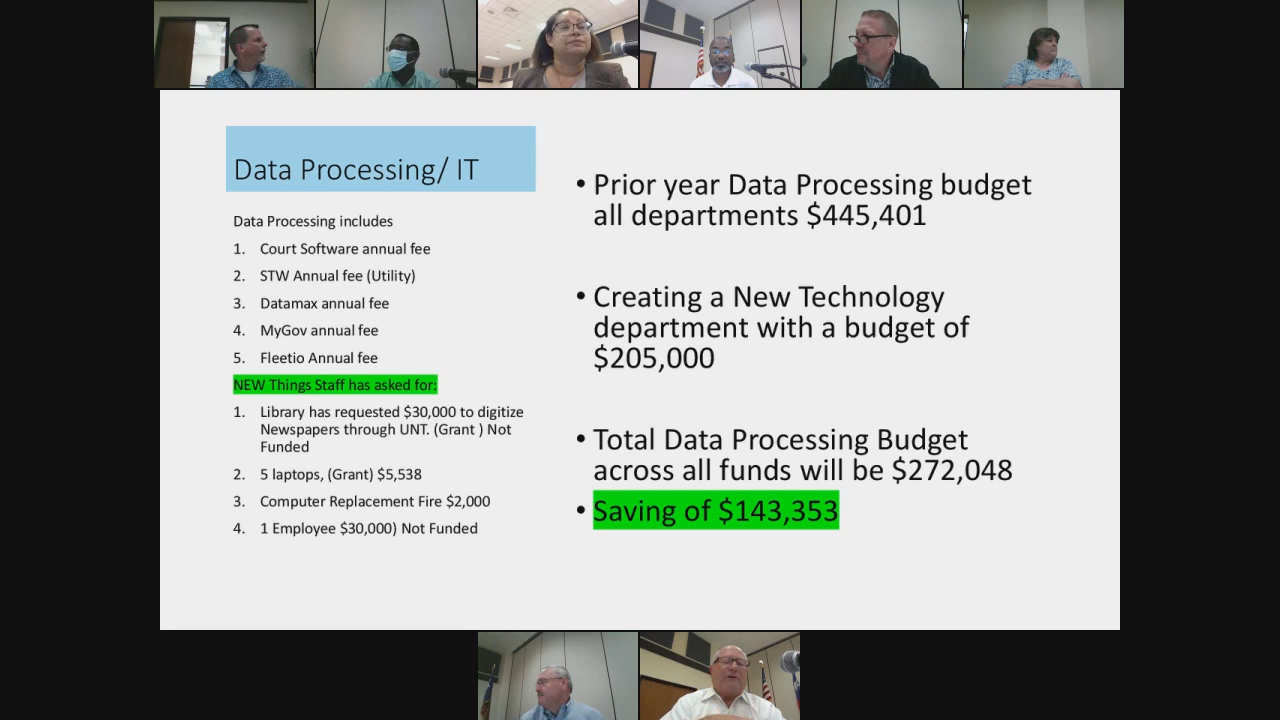 Data Processing/ IT
Data Processing includes
1. Court Software annual fee
2. STW Annual fee (Utility)
3. Datamax annual fee
4. MyGov annual fee
5. Fleetio Annual fee
NEW Things Staff has asked for:
1. Library has requested $30,000 to digitize
Newspapers through UNT. (Grant ) Not
Funded
2. 5 laptops, (Grant) $5,538
3. Computer Replacement Fire $2,000
4. 1 Employee $30,000) Not Funded
• Prior year Data Processing budget
all departments $445,401
• Creating a New Technology
department with a budget of
$205,000
• Total Data Processing Budget
across all funds will be $272,048
• Saving of $143,353